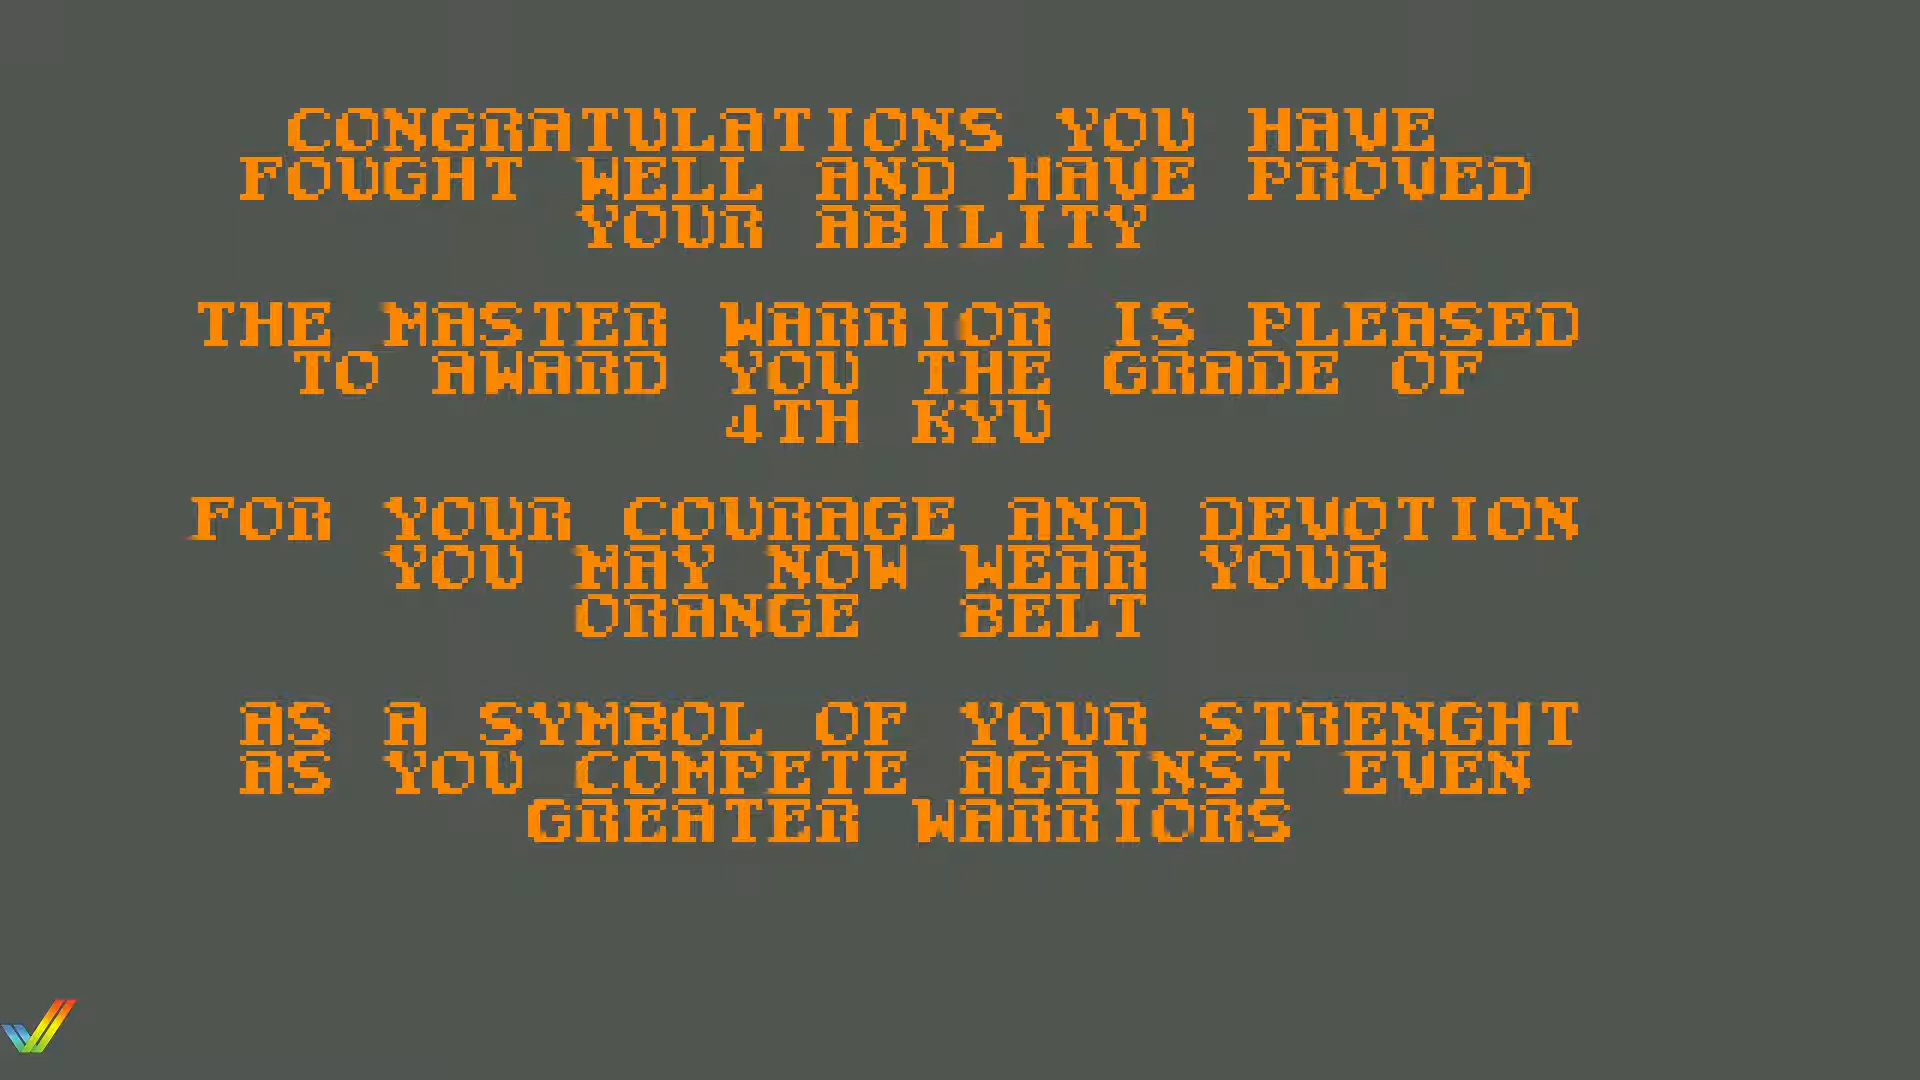 CONGRATULATIONS YOU HAVE
FOUGHT WELL AND HAVE PROVED
YOUR ABILITY
THE MASTER WARRIOR IS PLEASED
TO AWARD YOU THE GRADE OF
4TH KYU
FOR YOUR COURAGE AND DEVOTION
YOU MAY NOW WEAR YOUR
ORANGE BELT
AS A SYMBOL OF YOUR STRENGHT
AS YOU COMPETE AGAINST EVEN
GREATER WARRIORS